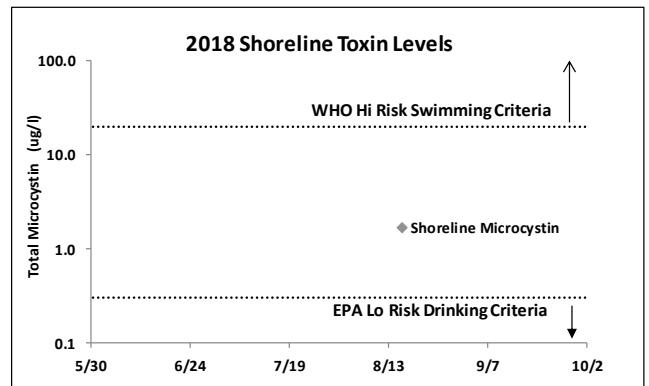 2018 Shoreline Toxin Levels
Total Microcystin (ug/l)
100.0
10.0
1.0
0.1
WHO Hi Risk Swimming Criteria
Shoreline Microcystin
EPA Lo Risk Drinking Criteria
5/30 6/24 7/19 8/13 9/7 10/2